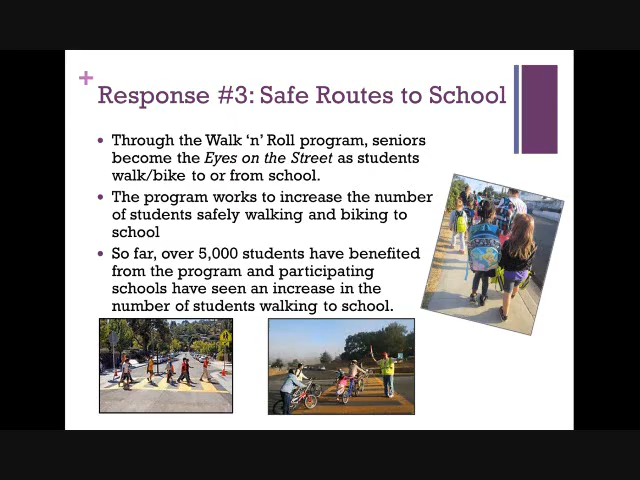 +
Response #3: Safe Routes to School
• Through the Walk ‘n’ Roll program, seniors
become the Eyes on the Street as students
walk/bike to or from school.
• The program works to increase the number
of students safely walking and biking to
school
• So far, over 5,000 students have benefited
from the program and participating
schools have seen an increase in the
number of students walking to school.